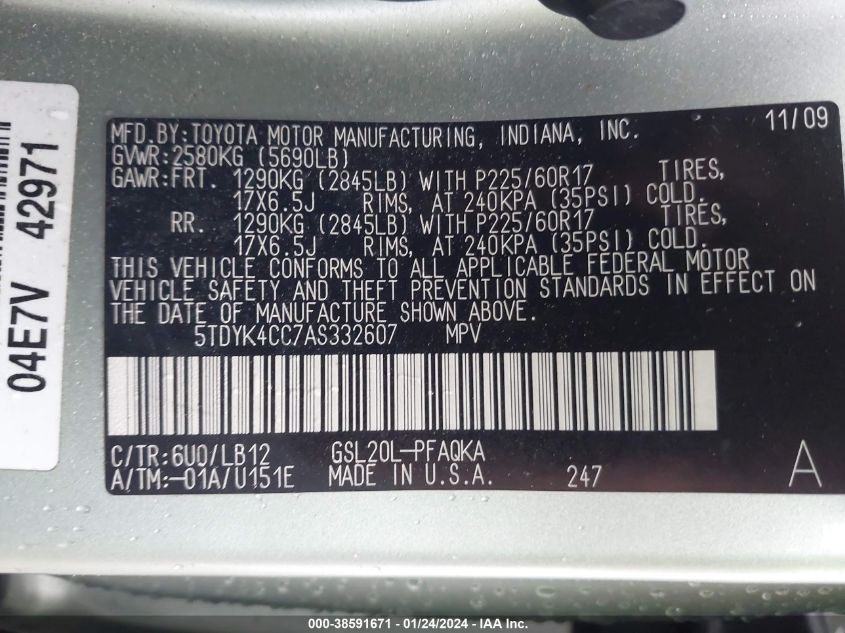 04E7V 42971
MFD.BY:TOYOTA MOTOR MANUFACTURING, INDIANA, INC. 11/09
GVWR:2580KG (5690LB)
GAWR:FRT. 1290KG (2845LB) WITH P225/60R17 TIRES,
17X6.5J RIMS, AT 240KPA (35PSI) COLD.
RR. 1290KG (2845LB) WITH P225/60R17 TIRES,
17X6.5J RIMS, AT 240KPA (35PSI) COLD.
THIS VEHICLE CONFORMS TO ALL APPLICABLE FEDERAL MOTOR
VEHICLE SAFETY AND THEFT PREVENTION STANDARDS IN EFFECT ON
THE DATE OF MANUFACTURE SHOWN ABOVE.
5TDYK4CC7AS332607 MPV
C/TR:6U0/LB12 GSL20L-PFAQKA
A/TM:-01A/U151E MADE IN U.S.A. 247 A
000-38591671 / 01/24/2024 / IAA Inc.